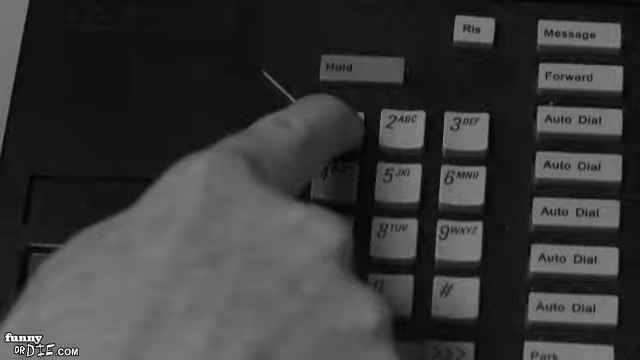 Rls
Message
Hold
Forward
2ABC
3DEF
Auto Dial
5JKL
6MNO
Auto Dial
8TUV
9WXYZ
Auto Dial
Auto Dial
#
Auto Dial
>>>
Park
funny
OR DIE.COM